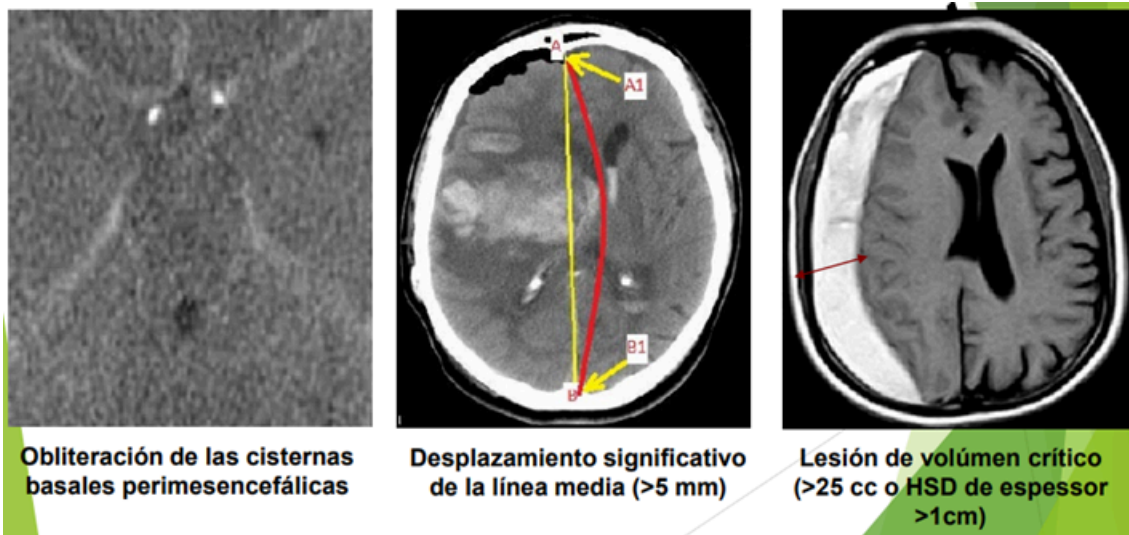 A
A1
B1
B
Obliteración de las cisternas
basales perimesencefálicas
Desplazamiento significativo
de la línea media (>5 mm)
Lesión de volúmen crítico
(>25 cc o HSD de espessor
>1cm)